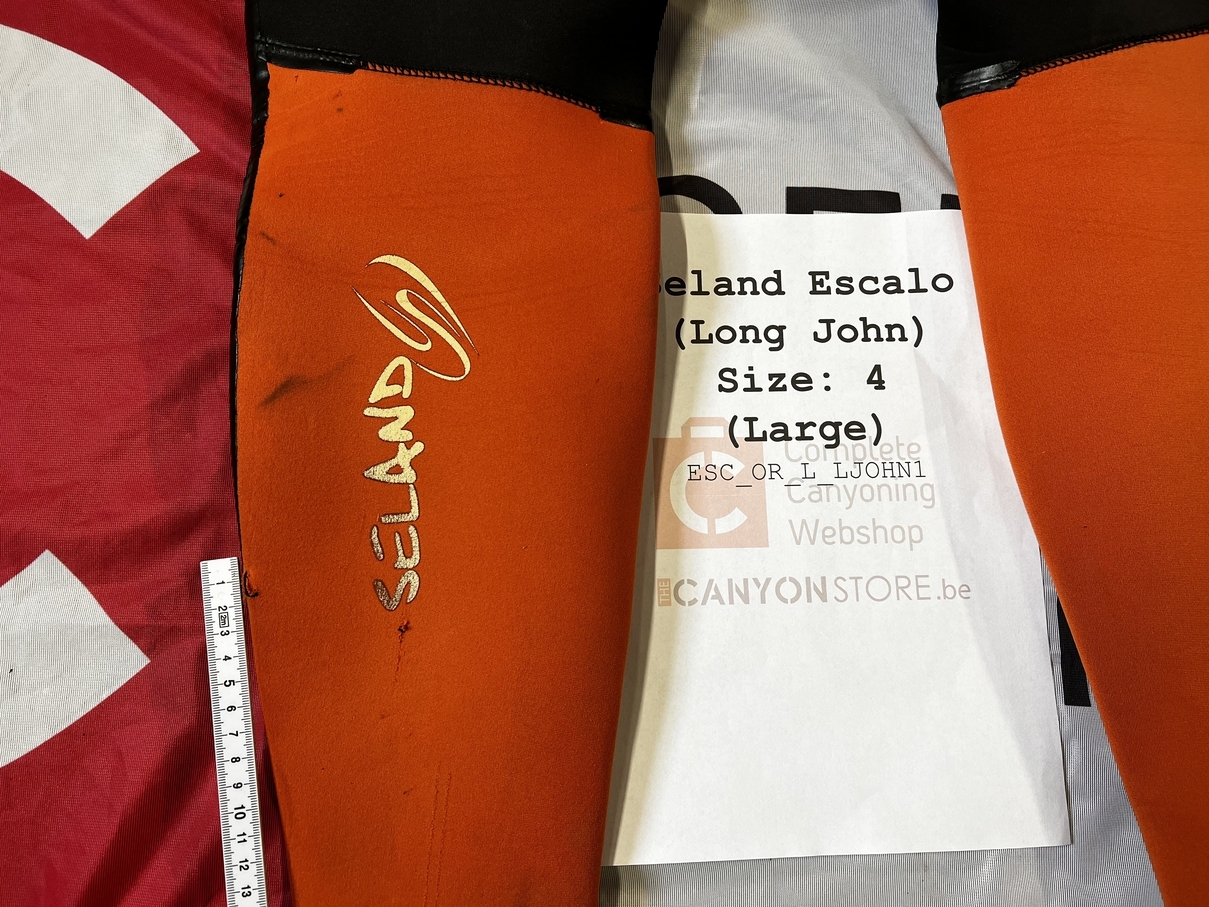 SELAND
eland Escalo
(Long John)
Size: 4
(Large)
ESC_OR_L_LJOHN1
Complete
Canyoning
Webshop
THE CANYONSTORE.be
1
2
2m
3
4
5
6
7
8
9
10
11
12
13